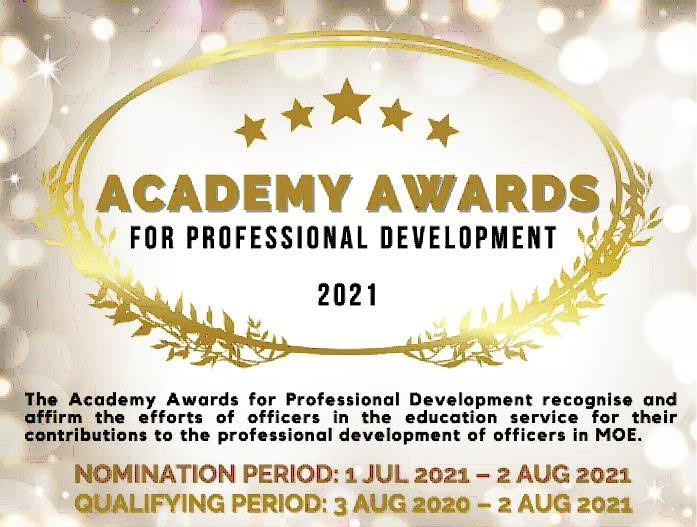 ACADEMY AWARDS
FOR PROFESSIONAL DEVELOPMENT
2021
The Academy Awards for Professional Development recognise and
affirm the efforts of officers in the education service for their
contributions to the professional development of officers in MOE.
NOMINATION PERIOD: 1 JUL 2021 – 2 AUG 2021
QUALIFYING PERIOD: 3 AUG 2020 – 2 AUG 2021